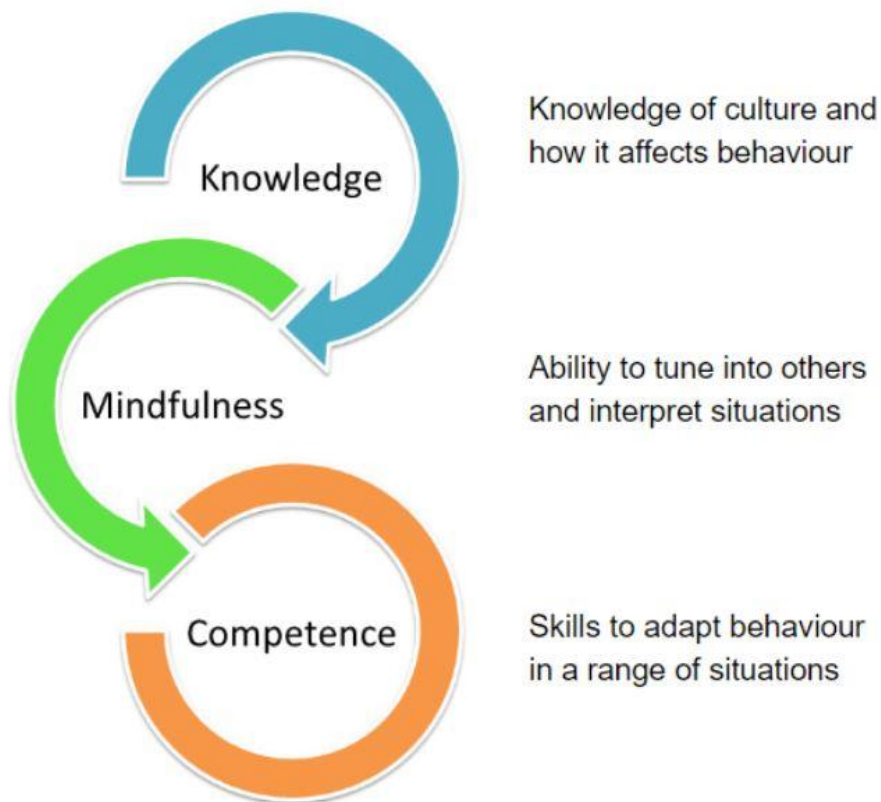 Knowledge
Knowledge of culture and
how it affects behaviour
Mindfulness
Ability to tune into others
and interpret situations
Competence
Skills to adapt behaviour
in a range of situations